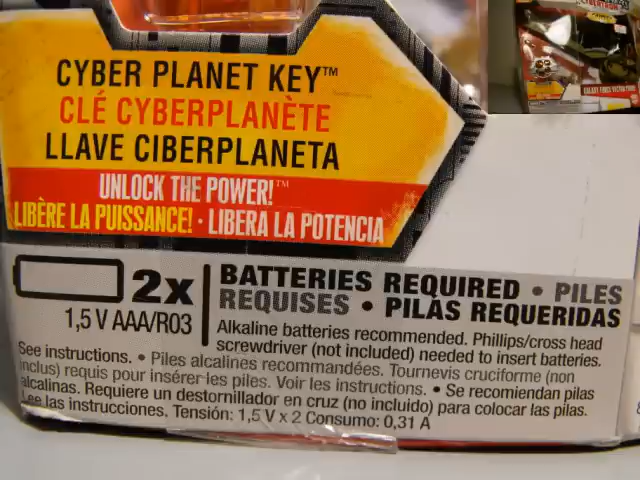 CYBER PLANET KEY™
CLÉ CYBERPLANÈTE
LLAVE CIBERPLANETA
UNLOCK THE POWER!™
LIBÈRE LA PUISSANCE! · LIBERA LA POTENCIA
2x
1,5 V AAA/R03
BATTERIES REQUIRED • PILES
REQUISES • PILAS REQUERIDAS
Alkaline batteries recommended. Phillips/cross head
screwdriver (not included) needed to insert batteries.
See instructions. • Piles alcalines recommandées. Tournevis cruciforme (non
inclus) requis pour insérer les piles. Voir les instructions. • Se recomiendan pilas
alcalinas. Requiere un destornillador en cruz (no incluido) para colocar las pilas.
Lee las instrucciones. Tensión: 1,5 V x 2 Consumo: 0,31 A
CYBERTRON